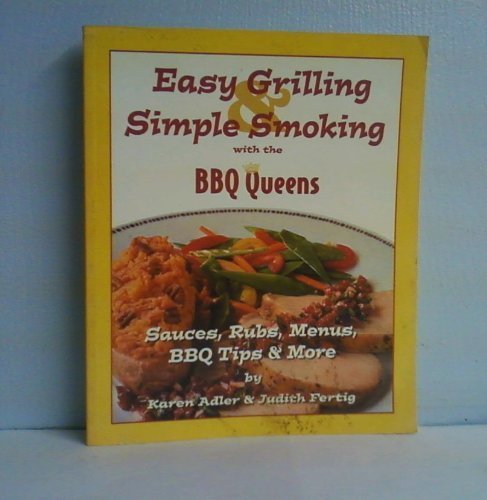 Easy Grilling
&
Simple Smoking
with the
BBQ Queens
Sauces, Rubs, Menus,
BBQ Tips & More
by
Karen Adler & Judith Fertig